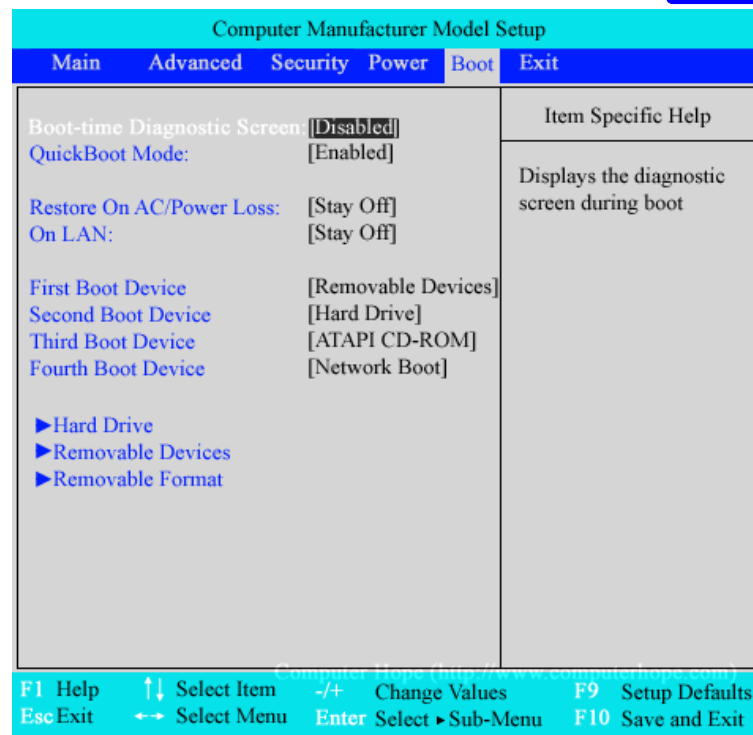 Computer Manufacturer Model Setup
Main Advanced Security Power Boot Exit
Boot-time Diagnostic Screen: [Disabled]
QuickBoot Mode: [Enabled]
Restore On AC/Power Loss: [Stay Off]
On LAN: [Stay Off]
First Boot Device [Removable Devices]
Second Boot Device [Hard Drive]
Third Boot Device [ATAPI CD-ROM]
Fourth Boot Device [Network Boot]
►Hard Drive
►Removable Devices
►Removable Format
Item Specific Help
Displays the diagnostic
screen during boot
Computer Hope (http://www.computerhope.com)
F1 Help ↑↓ Select Item -/+ Change Values F9 Setup Defaults
Esc Exit ←→ Select Menu Enter Select ►Sub-Menu F10 Save and Exit